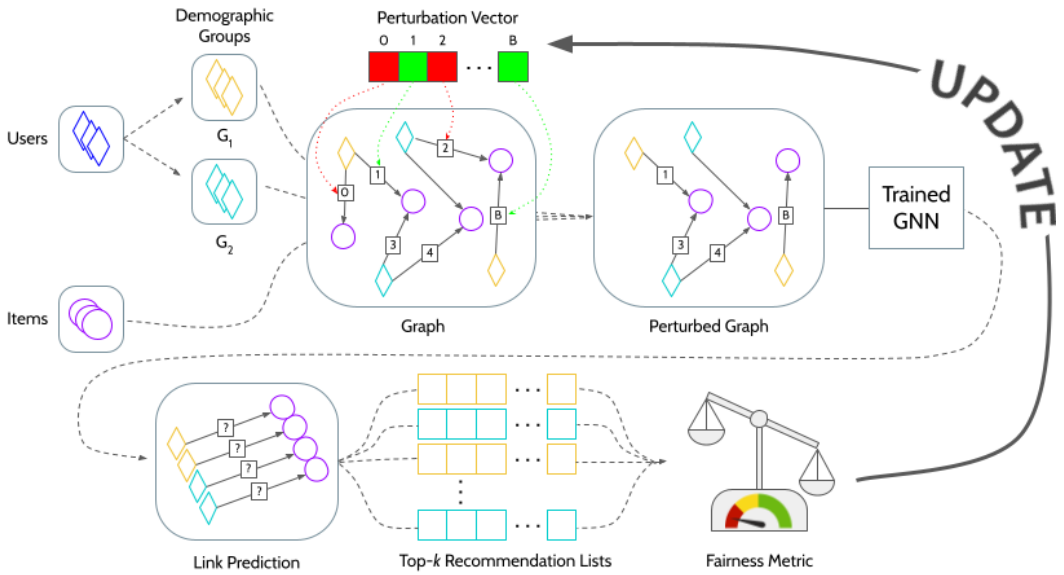 Demographic
Groups
Perturbation Vector
0 1 2 B
Users
G1
G2
Items
0
1
2
3
4
B
Graph
1
3
4
B
Perturbed Graph
Trained
GNN
UPDATE
?
?
?
?
Link Prediction
...
...
...
...
Top-k Recommendation Lists
Fairness Metric